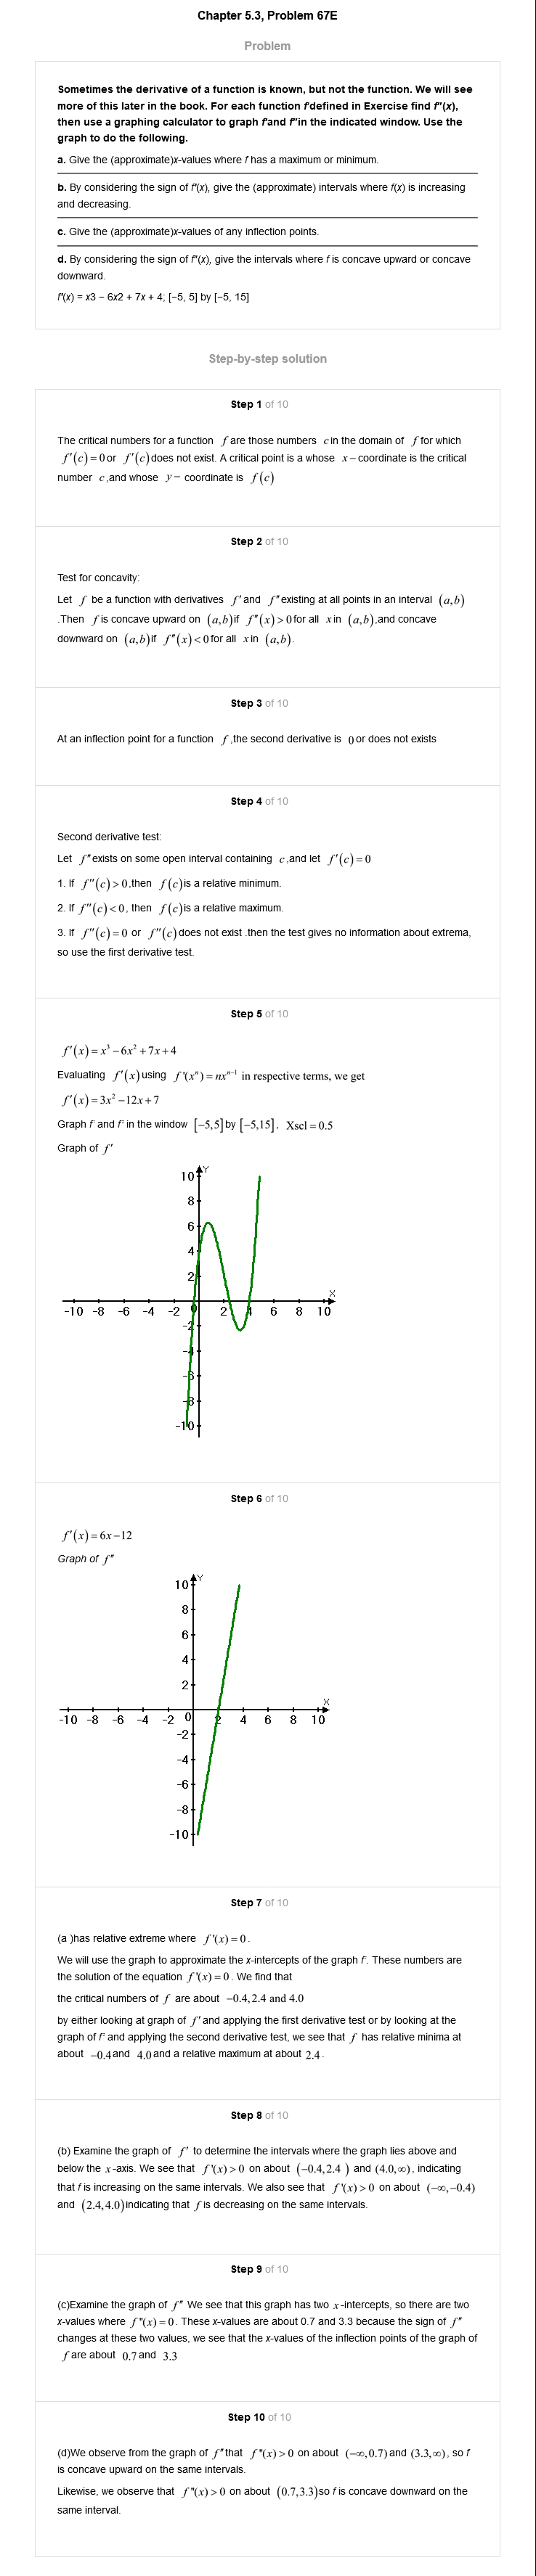 Chapter 5.3, Problem 67E
Problem
Sometimes the derivative of a function is known, but not the function. We will see
more of this later in the book. For each function f'defined in Exercise find f''(x),
then use a graphing calculator to graph f'and f''in the indicated window. Use the
graph to do the following.
a. Give the (approximate)x-values where f has a maximum or minimum.
b. By considering the sign of f'(x), give the (approximate) intervals where f(x) is increasing
and decreasing.
c. Give the (approximate)x-values of any inflection points.
d. By considering the sign of f''(x), give the intervals where f is concave upward or concave
downward.
f'(x) = x3 − 6x2 + 7x + 4; [−5, 5] by [−5, 15]
Step-by-step solution
Step 1 of 10
The critical numbers for a function f are those numbers c in the domain of f for which
f'(c) = 0 or f'(c) does not exist. A critical point is a whose x − coordinate is the critical
number c ,and whose y − coordinate is f(c)
Step 2 of 10
Test for concavity:
Let f be a function with derivatives f' and f'' existing at all points in an interval (a,b)
.Then f is concave upward on (a,b) if f''(x) > 0 for all x in (a,b) ,and concave
downward on (a,b) if f''(x) < 0 for all x in (a,b).
Step 3 of 10
At an inflection point for a function f ,the second derivative is 0 or does not exists
Step 4 of 10
Second derivative test:
Let f'' exists on some open interval containing c ,and let f'(c) = 0
1. If f''(c) > 0 ,then f(c) is a relative minimum.
2. If f''(c) < 0 , then f(c) is a relative maximum.
3. If f''(c) = 0 or f''(c) does not exist .then the test gives no information about extrema,
so use the first derivative test.
Step 5 of 10
f'(x) = x³ − 6x² + 7x + 4
Evaluating f'(x) using f'(xⁿ) = nxⁿ⁻¹ in respective terms, we get
f'(x) = 3x² − 12x + 7
Graph f' and f'' in the window [−5,5] by [−5,15]. Xscl = 0.5
Graph of f'
Y
10
8
6
4
2
X
-10 -8 -6 -4 -2 0 2 4 6 8 10
-2
-4
-6
-8
-10
Step 6 of 10
f'(x) = 6x − 12
Graph of f''
Y
10
8
6
4
2
X
-10 -8 -6 -4 -2 0 2 4 6 8 10
-2
-4
-6
-8
-10
Step 7 of 10
(a )has relative extreme where f'(x) = 0.
We will use the graph to approximate the x-intercepts of the graph f'. These numbers are
the solution of the equation f'(x) = 0. We find that
the critical numbers of f are about −0.4, 2.4 and 4.0
by either looking at graph of f' and applying the first derivative test or by looking at the
graph of f'' and applying the second derivative test, we see that f has relative minima at
about −0.4 and 4.0 and a relative maximum at about 2.4.
Step 8 of 10
(b) Examine the graph of f' to determine the intervals where the graph lies above and
below the x-axis. We see that f'(x) > 0 on about (−0.4, 2.4 ) and (4.0,∞), indicating
that f is increasing on the same intervals. We also see that f'(x) > 0 on about (−∞,−0.4)
and (2.4, 4.0) indicating that f is decreasing on the same intervals.
Step 9 of 10
(c)Examine the graph of f'' We see that this graph has two x-intercepts, so there are two
x-values where f''(x) = 0. These x-values are about 0.7 and 3.3 because the sign of f''
changes at these two values, we see that the x-values of the inflection points of the graph of
f are about 0.7 and 3.3
Step 10 of 10
(d)We observe from the graph of f'' that f''(x) > 0 on about (−∞,0.7) and (3.3,∞), so f
is concave upward on the same intervals.
Likewise, we observe that f''(x) > 0 on about (0.7,3.3) so f is concave downward on the
same interval.